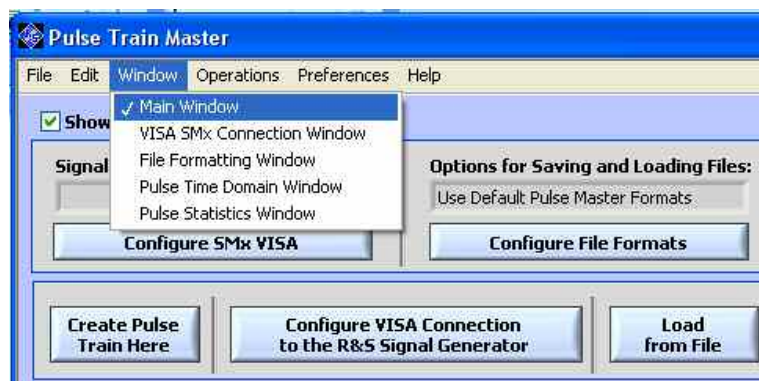 Pulse Train Master
File Edit Window Operations Preferences Help
Main Window
VISA SMx Connection Window
File Formatting Window
Pulse Time Domain Window
Pulse Statistics Window
Show
Signal
Configure SMx VISA
Options for Saving and Loading Files:
Use Default Pulse Master Formats
Configure File Formats
Create Pulse
Train Here
Configure VISA Connection
to the R&S Signal Generator
Load
from File